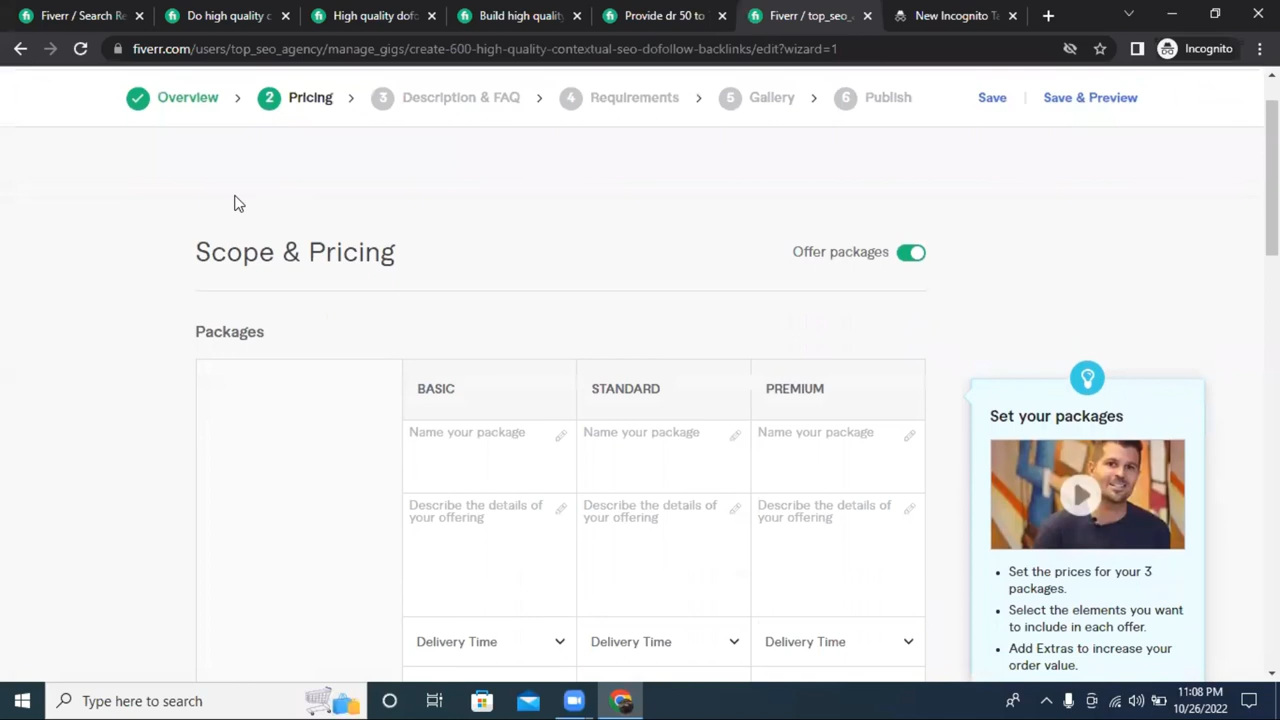 Fiverr / Search Re
Do high quality c
High quality dofo
Build high quality
Provide dr 50 to
Fiverr / top_seo_
New Incognito Ta
fiverr.com/users/top_seo_agency/manage_gigs/create-600-high-quality-contextual-seo-dofollow-backlinks/edit?wizard=1
Incognito
Overview
2 Pricing
3 Description & FAQ
4 Requirements
5 Gallery
6 Publish
Save
Save & Preview
Scope & Pricing
Offer packages
Packages
BASIC
STANDARD
PREMIUM
Name your package
Name your package
Name your package
Describe the details of
your offering
Describe the details of
your offering
Describe the details of
your offering
Delivery Time
Delivery Time
Delivery Time
Set your packages
Set the prices for your 3
packages.
Select the elements you want
to include in each offer.
Add Extras to increase your
order value.
Type here to search
11:08 PM
10/26/2022